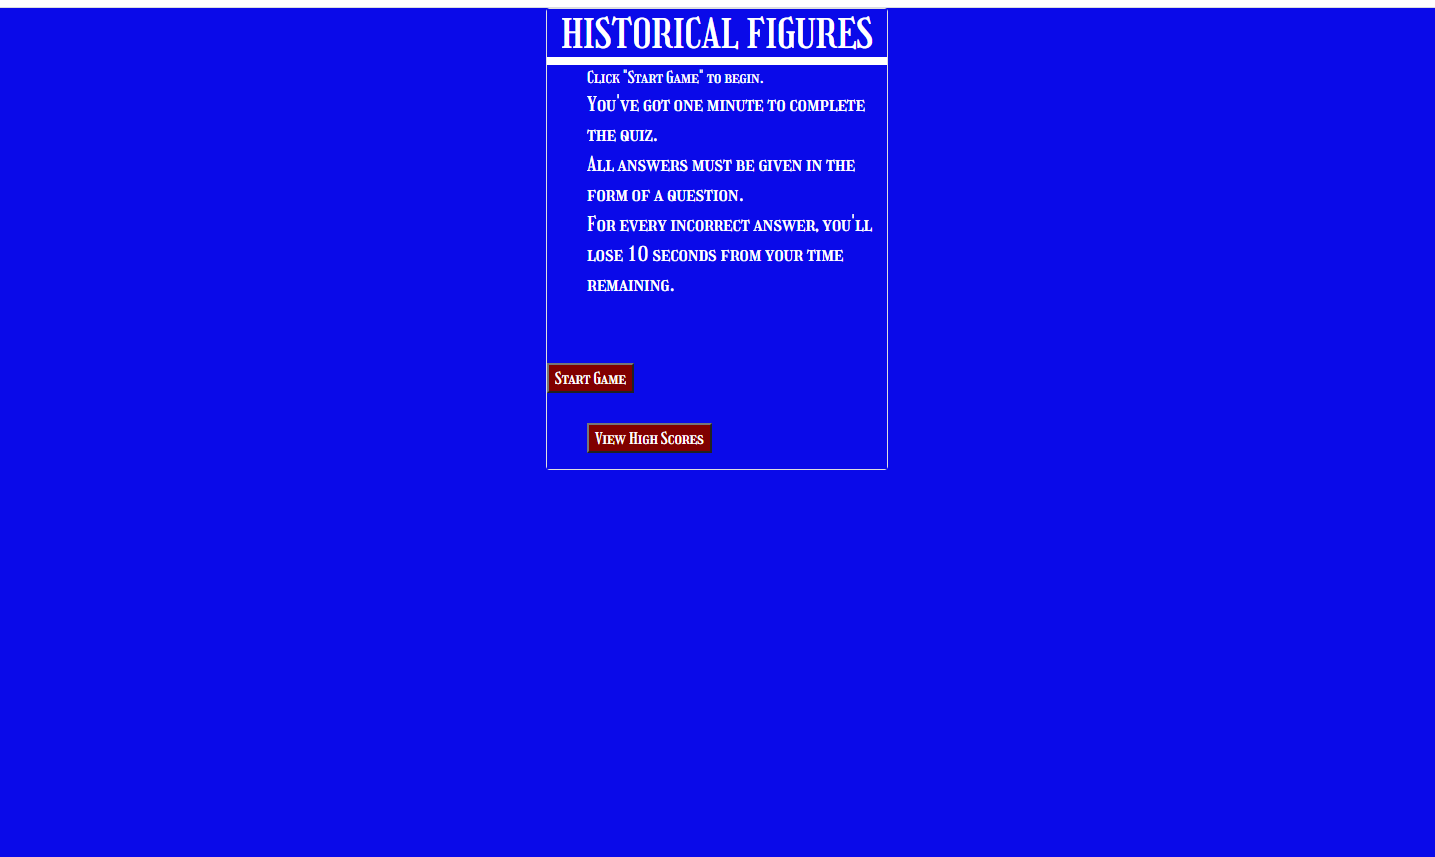 HISTORICAL FIGURES
Click "Start Game" to begin.
You've got one minute to complete
the quiz.
All answers must be given in the
form of a question.
For every incorrect answer, you'll
lose 10 seconds from your time
remaining.
Start Game
View High Scores